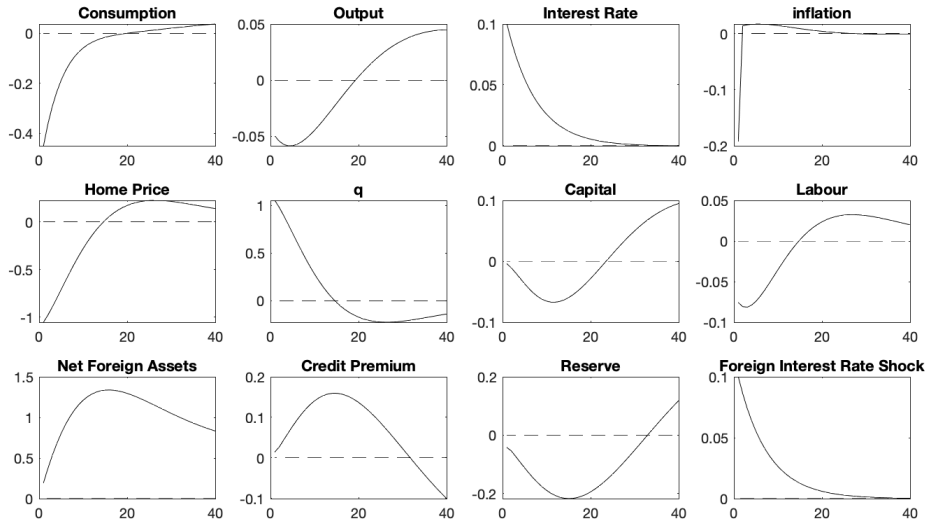 Consumption
Output
Interest Rate
inflation
0
-0.2
-0.4
0 20 40
0.05
0
-0.05
0 20 40
0.1
0.05
0
0 20 40
0
-0.1
-0.2
0 20 40
Home Price
q
Capital
Labour
0
-0.5
-1
0 20 40
1
0.5
0
0 20 40
0.1
0
-0.1
0 20 40
0.05
0
-0.05
-0.1
0 20 40
Net Foreign Assets
Credit Premium
Reserve
Foreign Interest Rate Shock
1.5
1
0.5
0
0 20 40
0.2
0.1
0
-0.1
0 20 40
0.2
0
-0.2
0 20 40
0.1
0.05
0
0 20 40